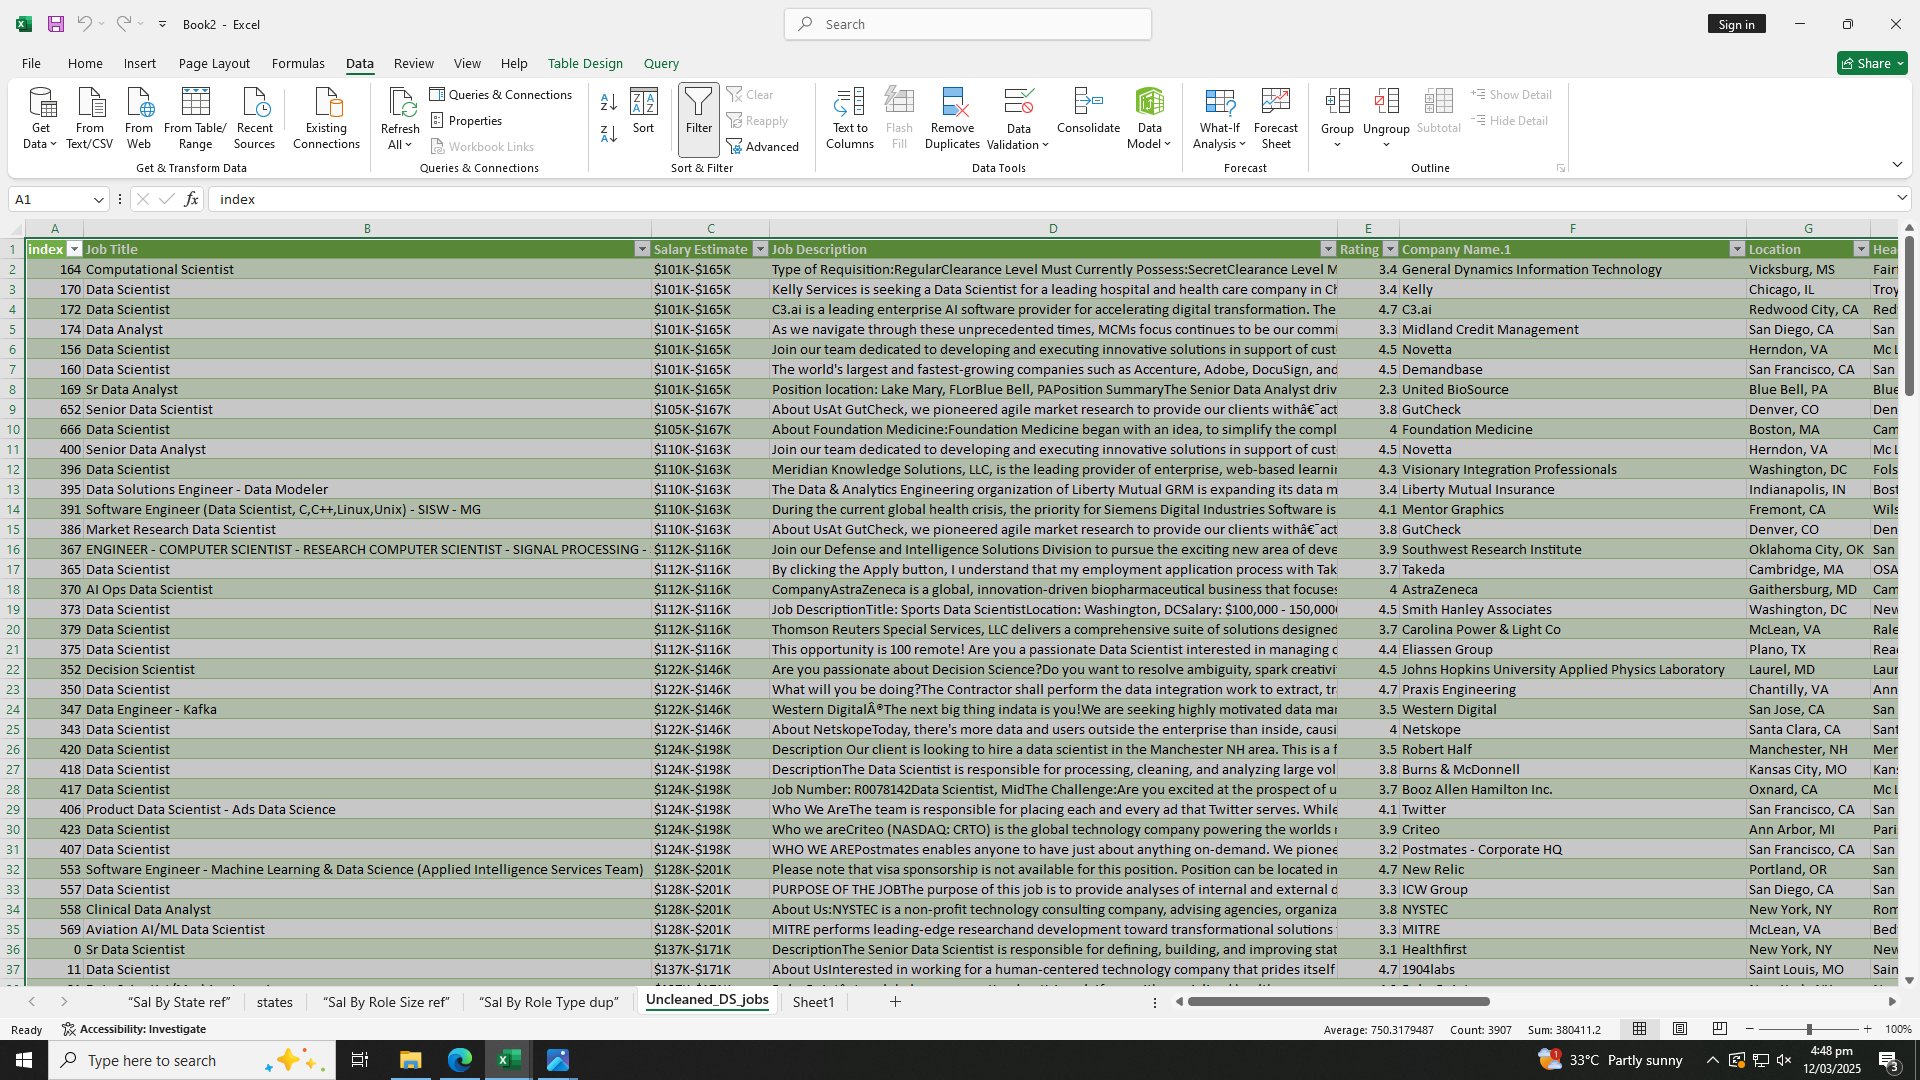 Book2 - Excel
Search
Sign in
File Home Insert Page Layout Formulas Data Review View Help Table Design Query
Share
Get Data
From Text/CSV
From Web
From Table/ Range
Recent Sources
Existing Connections
Get & Transform Data
Refresh All
Queries & Connections
Properties
Workbook Links
Queries & Connections
Sort
Filter
Clear
Reapply
Advanced
Sort & Filter
Text to Columns
Flash Fill
Remove Duplicates
Data Validation
Consolidate
Data Model
Data Tools
What-If Analysis
Forecast Sheet
Forecast
Group
Ungroup
Subtotal
Show Detail
Hide Detail
Outline
A1
fx
index
A B C D E F G
1 index Job Title Salary Estimate Job Description Rating Company Name.1 Location Hea
2 164 Computational Scientist $101K-$165K Type of Requisition:RegularClearance Level Must Currently Possess:SecretClearance Level M 3.4 General Dynamics Information Technology Vicksburg, MS Fair
3 170 Data Scientist $101K-$165K Kelly Services is seeking a Data Scientist for a leading hospital and health care company in Ch 3.4 Kelly Chicago, IL Troy
4 172 Data Scientist $101K-$165K C3.ai is a leading enterprise AI software provider for accelerating digital transformation. The 4.7 C3.ai Redwood City, CA Red
5 174 Data Analyst $101K-$165K As we navigate through these unprecedented times, MCMs focus continues to be our commi 3.3 Midland Credit Management San Diego, CA San
6 156 Data Scientist $101K-$165K Join our team dedicated to developing and executing innovative solutions in support of cust 4.5 Novetta Herndon, VA Mc L
7 160 Data Scientist $101K-$165K The world's largest and fastest-growing companies such as Accenture, Adobe, DocuSign, and 4.5 Demandbase San Francisco, CA San
8 169 Sr Data Analyst $101K-$165K Position location: Lake Mary, FLorBlue Bell, PAPosition SummaryThe Senior Data Analyst driv 2.3 United BioSource Blue Bell, PA Blue
9 652 Senior Data Scientist $105K-$167K About UsAt GutCheck, we pioneered agile market research to provide our clients withâ€¯act 3.8 GutCheck Denver, CO Den
10 666 Data Scientist $105K-$167K About Foundation Medicine:Foundation Medicine began with an idea, to simplify the compl 4 Foundation Medicine Boston, MA Cam
11 400 Senior Data Analyst $110K-$163K Join our team dedicated to developing and executing innovative solutions in support of cust 4.5 Novetta Herndon, VA Mc L
12 396 Data Scientist $110K-$163K Meridian Knowledge Solutions, LLC, is the leading provider of enterprise, web-based learnin 4.3 Visionary Integration Professionals Washington, DC Fols
13 395 Data Solutions Engineer - Data Modeler $110K-$163K The Data & Analytics Engineering organization of Liberty Mutual GRM is expanding its data m 3.4 Liberty Mutual Insurance Indianapolis, IN Bost
14 391 Software Engineer (Data Scientist, C,C++,Linux,Unix) - SISW - MG $110K-$163K During the current global health crisis, the priority for Siemens Digital Industries Software is 4.1 Mentor Graphics Fremont, CA Wils
15 386 Market Research Data Scientist $110K-$163K About UsAt GutCheck, we pioneered agile market research to provide our clients withâ€¯act 3.8 GutCheck Denver, CO Den
16 367 ENGINEER - COMPUTER SCIENTIST - RESEARCH COMPUTER SCIENTIST - SIGNAL PROCESSING - $112K-$116K Join our Defense and Intelligence Solutions Division to pursue the exciting new area of deve 3.9 Southwest Research Institute Oklahoma City, OK San
17 365 Data Scientist $112K-$116K By clicking the Apply button, I understand that my employment application process with Tak 3.7 Takeda Cambridge, MA OSA
18 370 AI Ops Data Scientist $112K-$116K CompanyAstraZeneca is a global, innovation-driven biopharmaceutical business that focuses 4 AstraZeneca Gaithersburg, MD Cam
19 373 Data Scientist $112K-$116K Job DescriptionTitle: Sports Data ScientistLocation: Washington, DCSalary: $100,000 - 150,000 4.5 Smith Hanley Associates Washington, DC New
20 379 Data Scientist $112K-$116K Thomson Reuters Special Services, LLC delivers a comprehensive suite of solutions designed 3.7 Carolina Power & Light Co McLean, VA Rale
21 375 Data Scientist $112K-$116K This opportunity is 100 remote! Are you a passionate Data Scientist interested in managing c 4.4 Eliassen Group Plano, TX Rea
22 352 Decision Scientist $122K-$146K Are you passionate about Decision Science?Do you want to resolve ambiguity, spark creativi 4.5 Johns Hopkins University Applied Physics Laboratory Laurel, MD Laur
23 350 Data Scientist $122K-$146K What will you be doing?The Contractor shall perform the data integration work to extract, tr 4.7 Praxis Engineering Chantilly, VA Ann
24 347 Data Engineer - Kafka $122K-$146K Western DigitalÂ®The next big thing indata is you!We are seeking highly motivated data mar 3.5 Western Digital San Jose, CA San
25 343 Data Scientist $122K-$146K About NetskopeToday, there's more data and users outside the enterprise than inside, causi 4 Netskope Santa Clara, CA Sant
26 420 Data Scientist $124K-$198K Description Our client is looking to hire a data scientist in the Manchester NH area. This is a f 3.5 Robert Half Manchester, NH Mer
27 418 Data Scientist $124K-$198K DescriptionThe Data Scientist is responsible for processing, cleaning, and analyzing large vol 3.8 Burns & McDonnell Kansas City, MO Kans
28 417 Data Scientist $124K-$198K Job Number: R0078142Data Scientist, MidThe Challenge:Are you excited at the prospect of u 3.7 Booz Allen Hamilton Inc. Oxnard, CA Mc L
29 406 Product Data Scientist - Ads Data Science $124K-$198K Who We AreThe team is responsible for placing each and every ad that Twitter serves. While 4.1 Twitter San Francisco, CA San
30 423 Data Scientist $124K-$198K Who we areCriteo (NASDAQ: CRTO) is the global technology company powering the worlds r 3.9 Criteo Ann Arbor, MI Pari
31 407 Data Scientist $124K-$198K WHO WE AREPostmates enables anyone to have just about anything on-demand. We pionee 3.2 Postmates - Corporate HQ San Francisco, CA San
32 553 Software Engineer - Machine Learning & Data Science (Applied Intelligence Services Team) $128K-$201K Please note that visa sponsorship is not available for this position. Position can be located in 4.7 New Relic Portland, OR San
33 557 Data Scientist $128K-$201K PURPOSE OF THE JOBThe purpose of this job is to provide analyses of internal and external d 3.3 ICW Group San Diego, CA San
34 558 Clinical Data Analyst $128K-$201K About Us:NYSTEC is a non-profit technology consulting company, advising agencies, organiza 3.8 NYSTEC New York, NY Rom
35 569 Aviation AI/ML Data Scientist $128K-$201K MITRE performs leading-edge researchand development toward transformational solutions 3.3 MITRE McLean, VA Bed
36 0 Sr Data Scientist $137K-$171K DescriptionThe Senior Data Scientist is responsible for defining, building, and improving stat 3.1 Healthfirst New York, NY New
37 11 Data Scientist $137K-$171K About UsInterested in working for a human-centered technology company that prides itself 4.7 1904labs Saint Louis, MO Sain
“Sal By State ref” states “Sal By Role Size ref” “Sal By Role Type dup” Uncleaned_DS_jobs Sheet1
Ready Accessibility: Investigate Average: 750.3179487 Count: 3907 Sum: 380411.2 100%
Type here to search
33°C Partly sunny
4:48 pm
12/03/2025
3